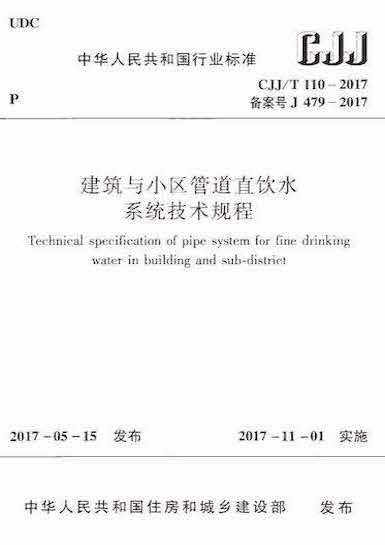 UDC
中华人民共和国行业标准
CJJ
CJJ/T 110-2017
P
备案号 J 479-2017
建筑与小区管道直饮水
系统技术规程
Technical specification of pipe system for fine drinking
water in building and sub-district
2017-05-15 发布
2017-11-01 实施
中华人民共和国住房和城乡建设部 发布